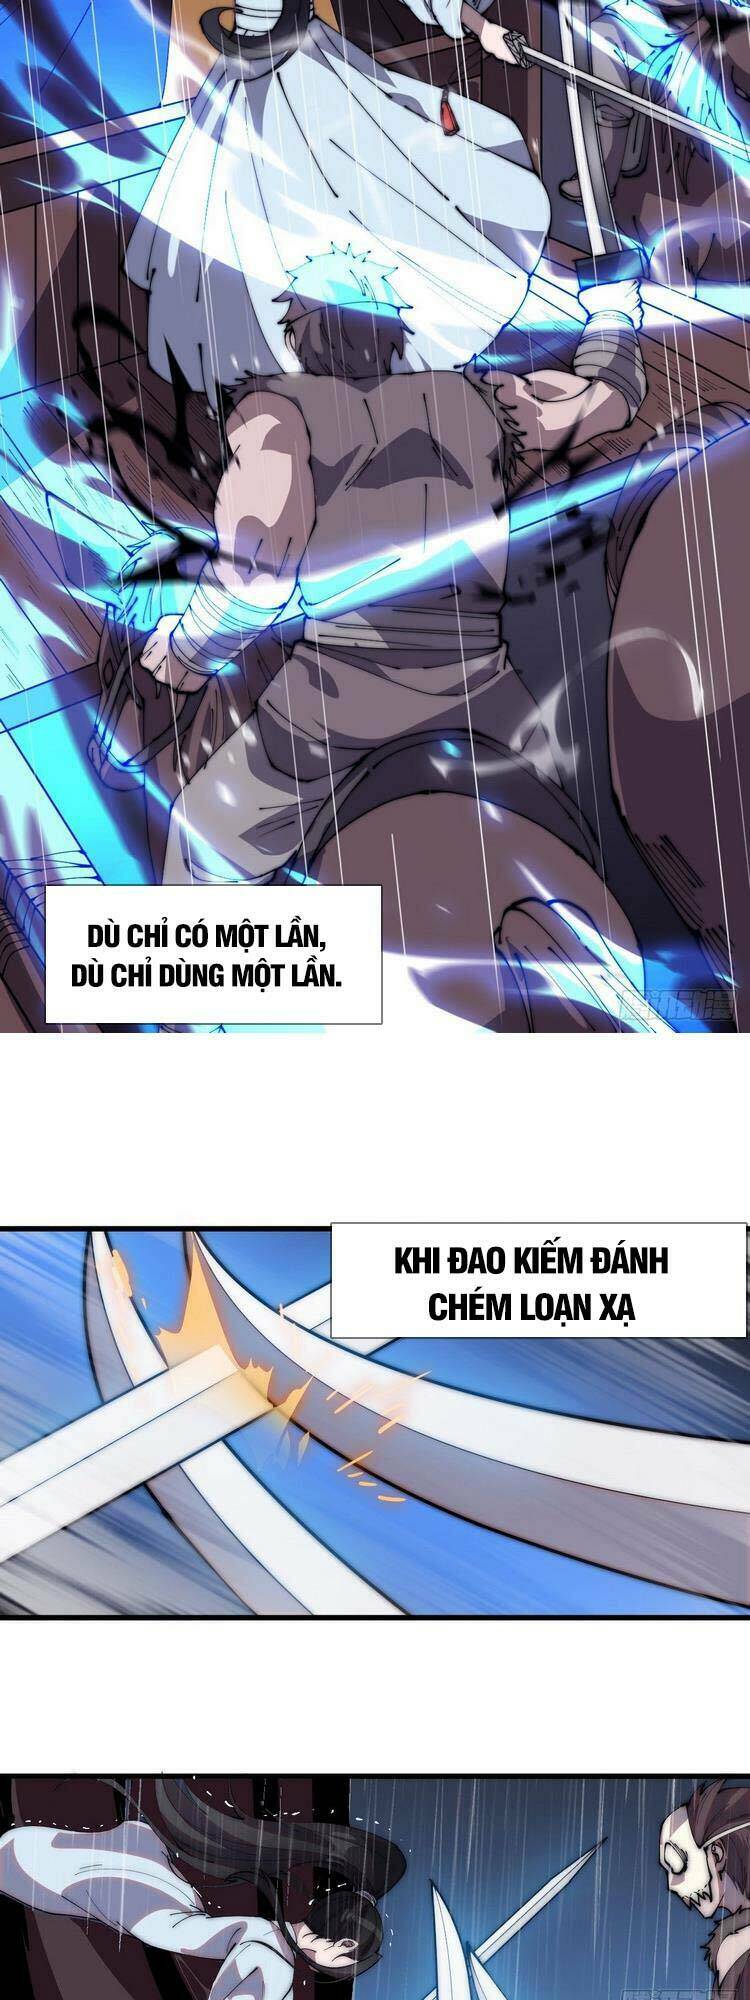 DÙ CHỈ CÓ MỘT LẦN,
DÙ CHỈ DÙNG MỘT LẦN.
KHI ĐAO KIẾM ĐÁNH
CHÉM LOẠN XẠ